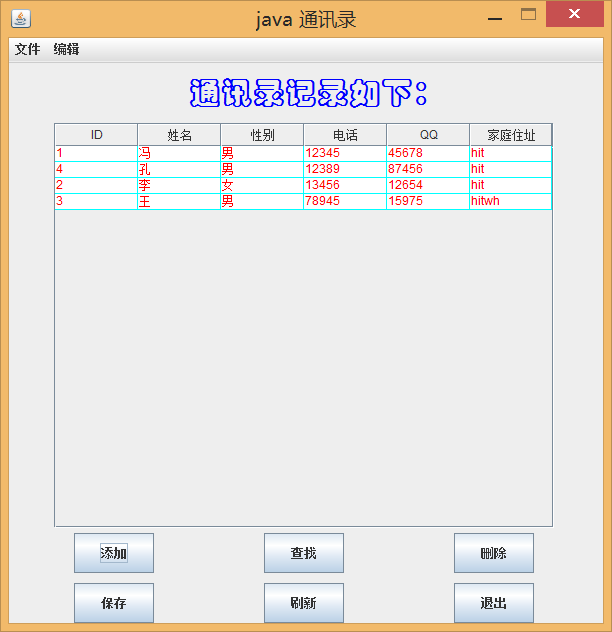 java 通讯录
文件 编辑
通讯录记录如下：
ID 姓名 性别 电话 QQ 家庭住址
1 冯 男 12345 45678 hit
4 孔 男 12389 87456 hit
2 李 女 13456 12654 hit
3 王 男 78945 15975 hitwh
添加 查找 删除
保存 刷新 退出